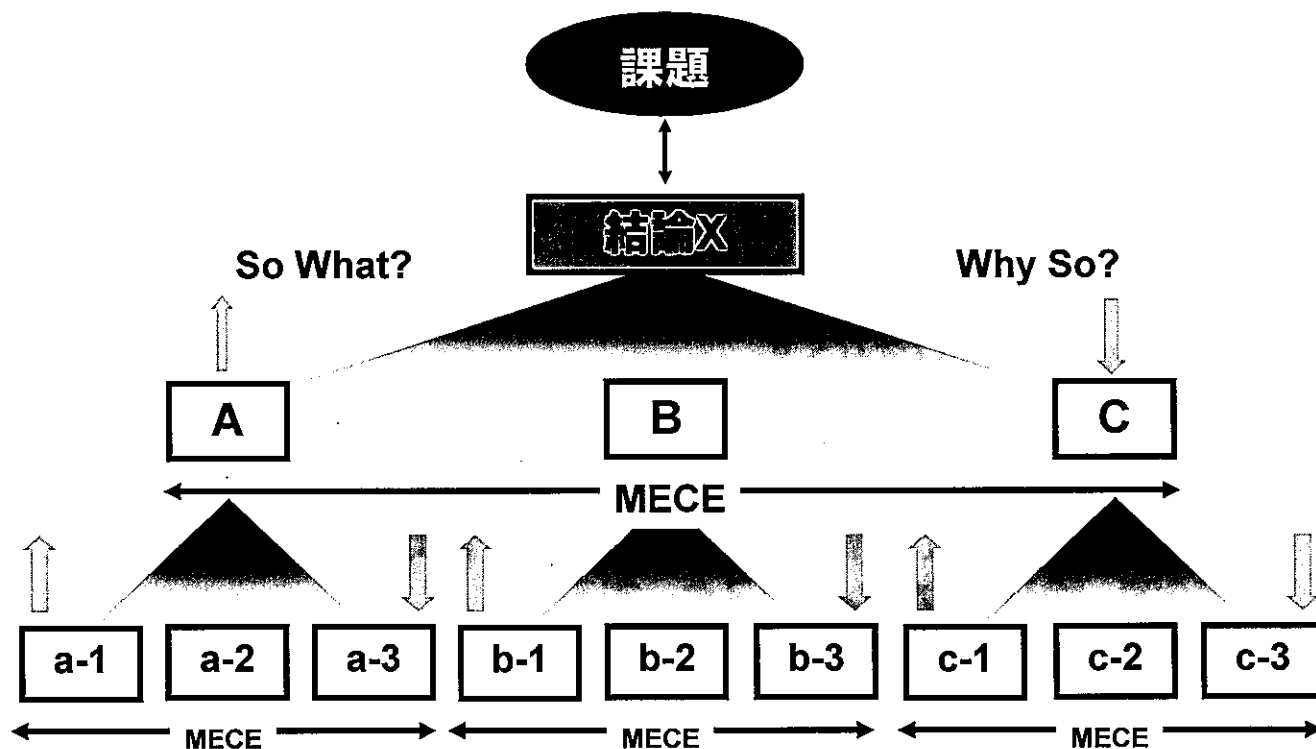 課題
結論X
So What?
Why So?
A
B
C
MECE
a-1
a-2
a-3
b-1
b-2
b-3
c-1
c-2
c-3
MECE
MECE
MECE